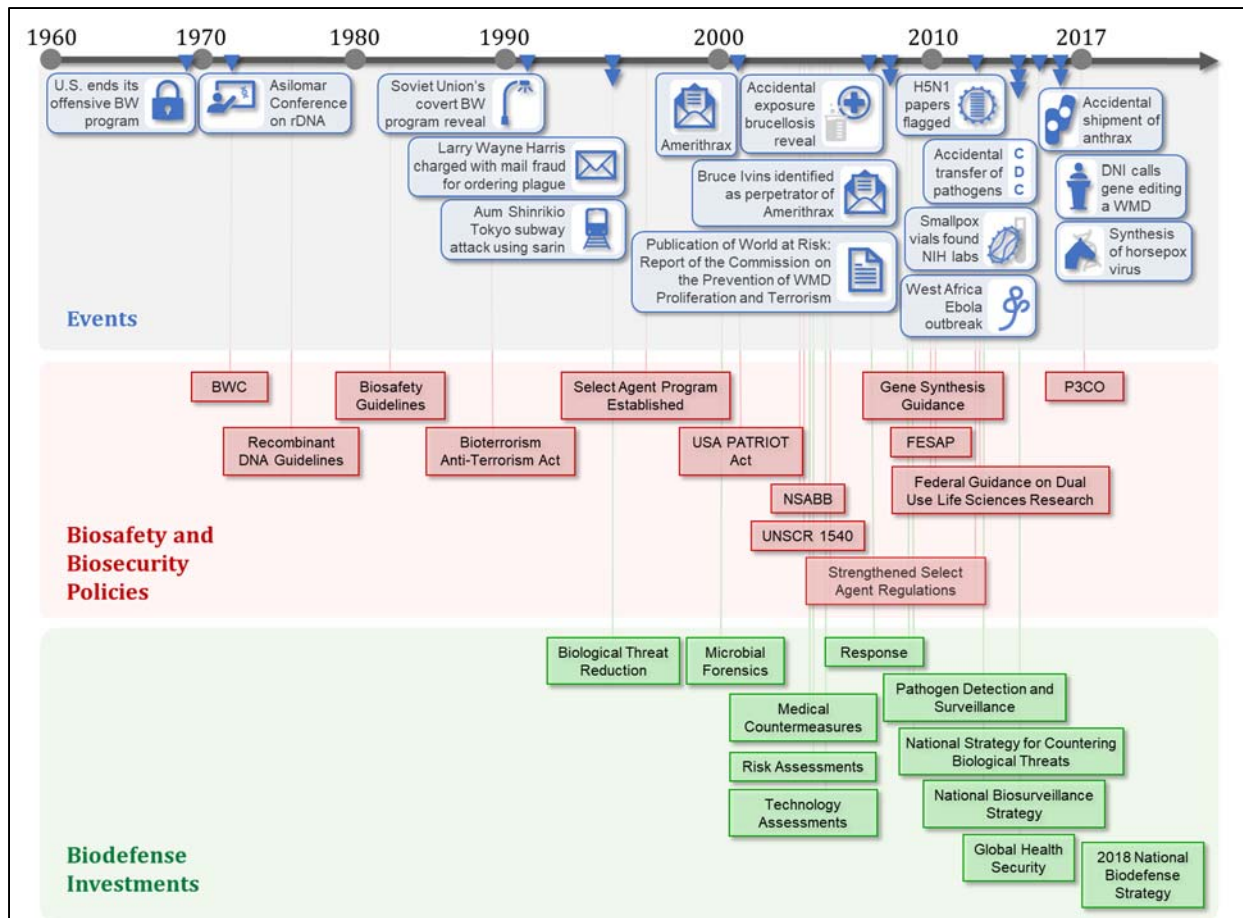 1960 1970 1980 1990 2000 2010 2017
U.S. ends its
offensive BW
program
Asilomar
Conference
on rDNA
Soviet Union's
covert BW
program reveal
Larry Wayne Harris
charged with mail fraud
for ordering plague
Aum Shinrikio
Tokyo subway
attack using sarin
Amerithrax
Accidental
exposure
brucellosis
reveal
Bruce Ivins identified
as perpetrator of
Amerithrax
Publication of World at Risk:
Report of the Commission on
the Prevention of WMD
Proliferation and Terrorism
H5N1
papers
flagged
Accidental
transfer of
pathogens
C
D
C
Smallpox
vials found
NIH labs
West Africa
Ebola
outbreak
Accidental
shipment of
anthrax
DNI calls
gene editing
a WMD
Synthesis
of horsepox
virus
Events
BWC
Biosafety
Guidelines
Select Agent Program
Established
Gene Synthesis
Guidance
P3CO
Recombinant
DNA Guidelines
Bioterrorism
Anti-Terrorism Act
USA PATRIOT
Act
FESAP
NSABB
Federal Guidance on Dual
Use Life Sciences Research
UNSCR 1540
Strengthened Select
Agent Regulations
Biosafety and
Biosecurity
Policies
Biological Threat
Reduction
Microbial
Forensics
Response
Pathogen Detection and
Surveillance
Medical
Countermeasures
National Strategy for Countering
Biological Threats
Risk Assessments
Technology
Assessments
National Biosurveillance
Strategy
Global Health
Security
2018 National
Biodefense
Strategy
Biodefense
Investments